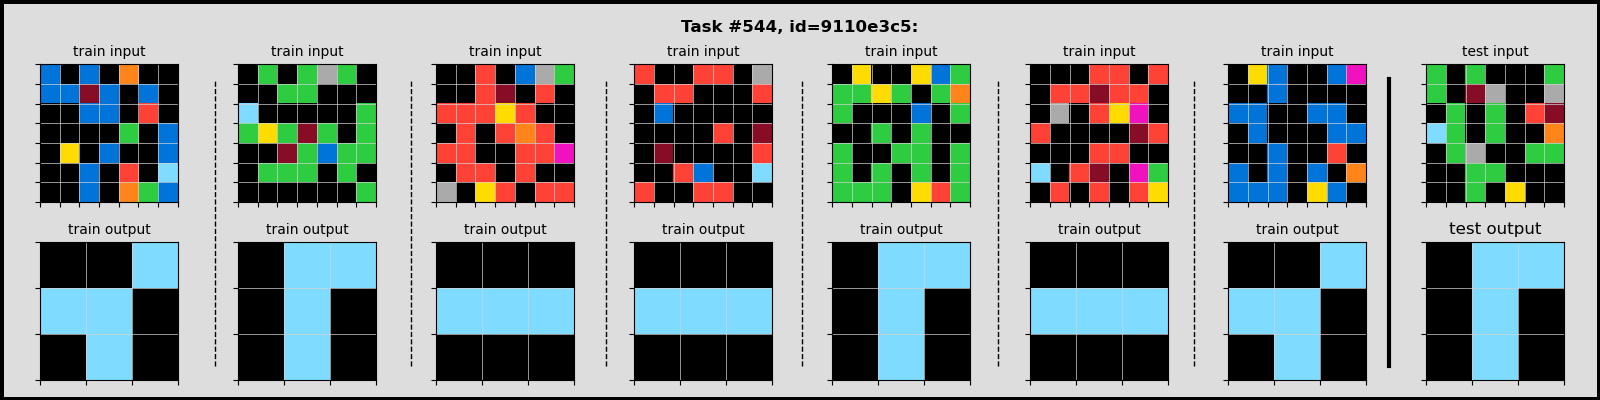 Task #544, id=9110e3c5:
train input train input train input train input train input train input train input test input
train output train output train output train output train output train output train output test output